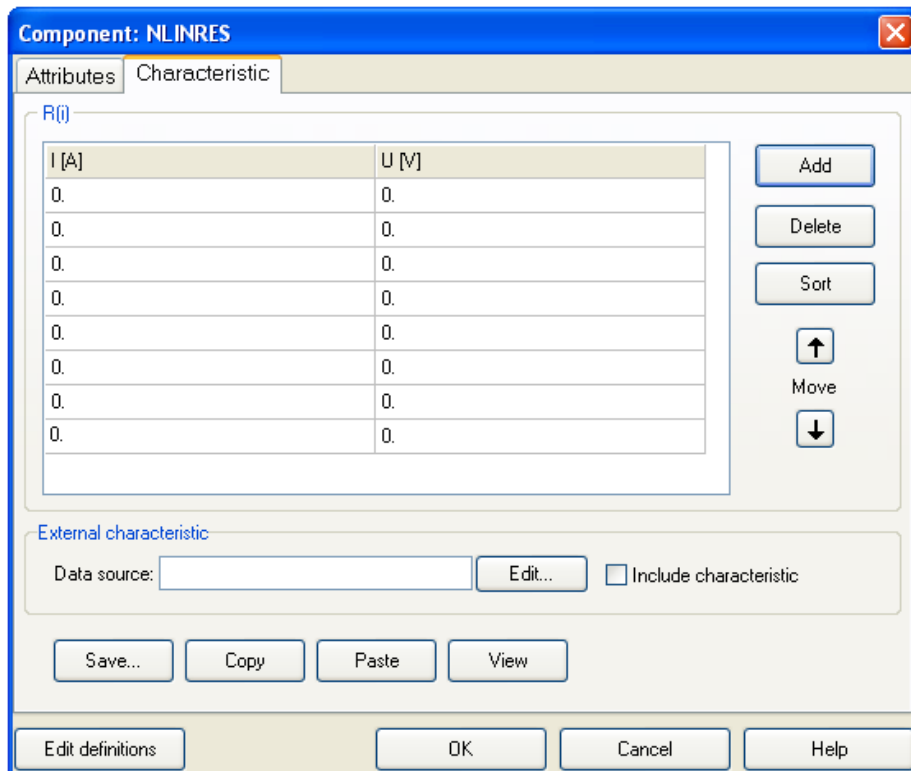 Component: NLINRES
Attributes Characteristic
R(i)
I [A] U [V]
0. 0.
0. 0.
0. 0.
0. 0.
0. 0.
0. 0.
0. 0.
0. 0.
Add
Delete
Sort
Move
External characteristic
Data source: Edit... Include characteristic
Save... Copy Paste View
Edit definitions OK Cancel Help